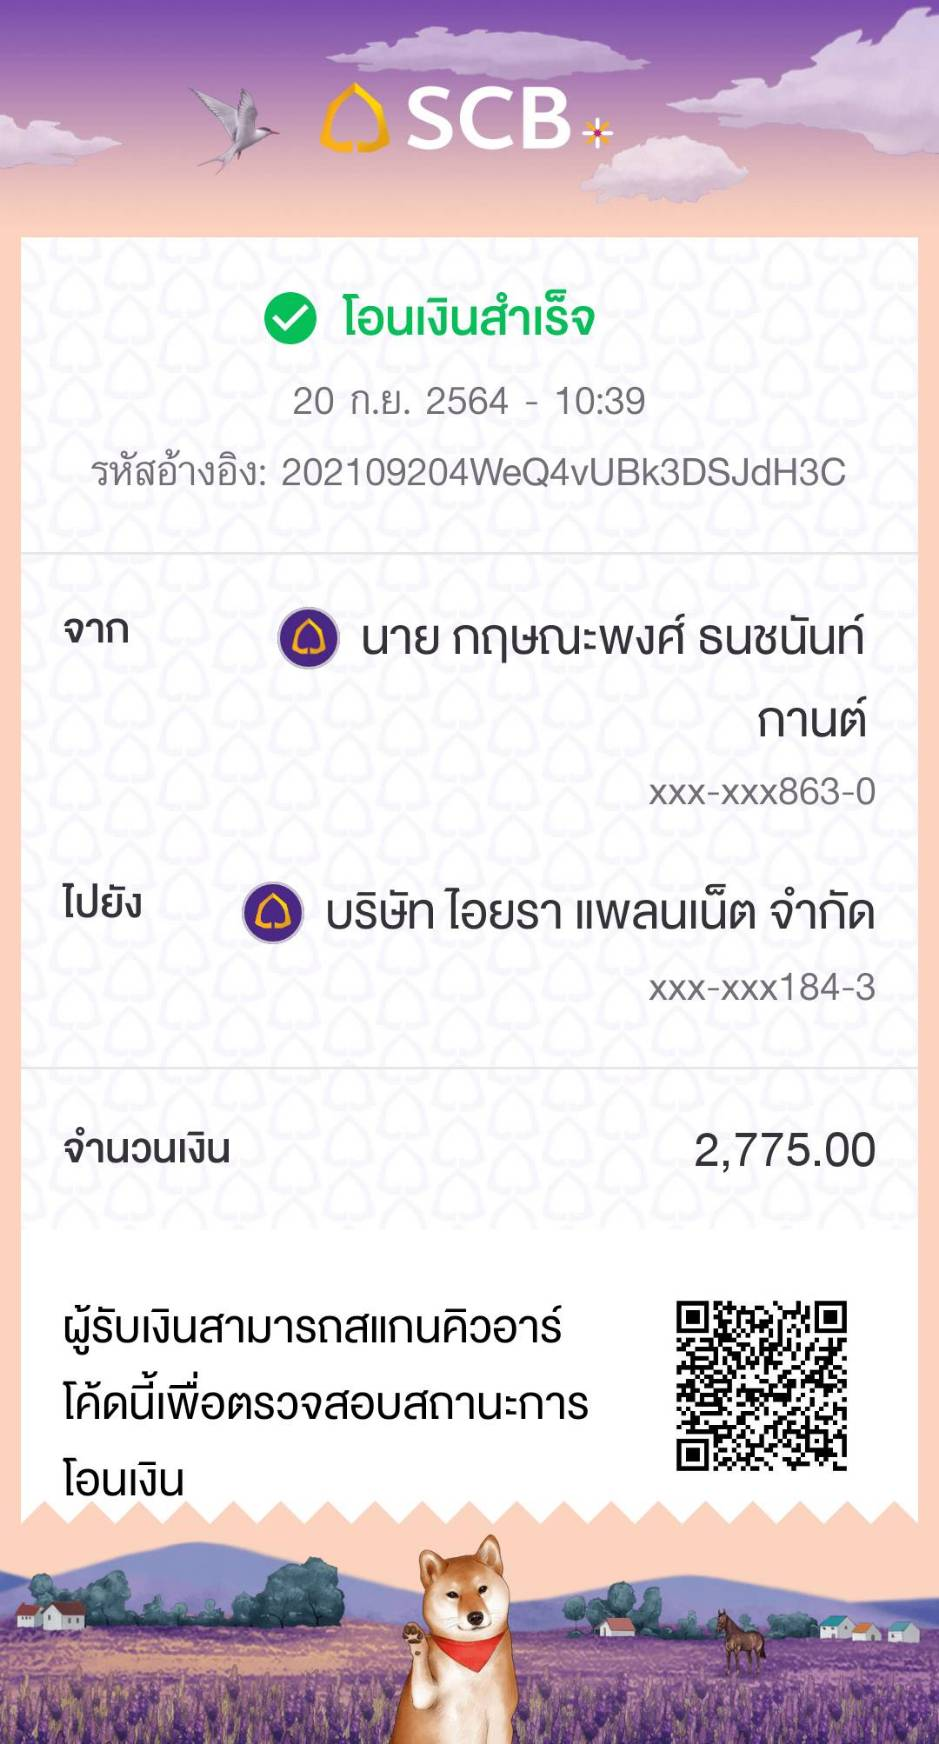 SCB
โอนเงินสำเร็จ
20 ก.ย. 2564 - 10:39
รหัสอ้างอิง: 202109204WeQ4vUBk3DSJdH3C
จาก
นาย กฤษณะพงศ์ ธนชนันท์
กานต์
xxx-xxx863-0
ไปยัง
บริษัท ไอยรา แพลนเน็ต จำกัด
xxx-xxx184-3
จำนวนเงิน 2,775.00
ผู้รับเงินสามารถสแกนคิวอาร์
โค้ดนี้เพื่อตรวจสอบสถานะการ
โอนเงิน